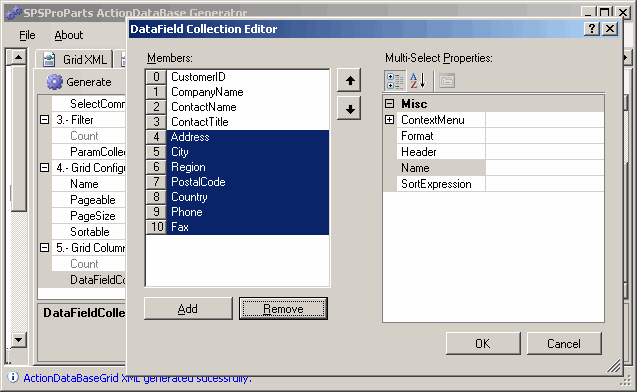 SPSProParts ActionDataBase Generator
File About
Grid XML
Generate
SelectComm
3.- Filter
Count
ParamCollec
4.- Grid Configu
Name
Pageable
PageSize
Sortable
5.- Grid Column
Count
DataFieldCo
DataFieldColle
ActionDataBaseGrid XML generated sucessfully.
DataField Collection Editor
Members:
0 CustomerID
1 CompanyName
2 ContactName
3 ContactTitle
4 Address
5 City
6 Region
7 PostalCode
8 Country
9 Phone
10 Fax
Add Remove
Multi-Select Properties:
Misc
ContextMenu
Format
Header
Name
SortExpression
OK Cancel